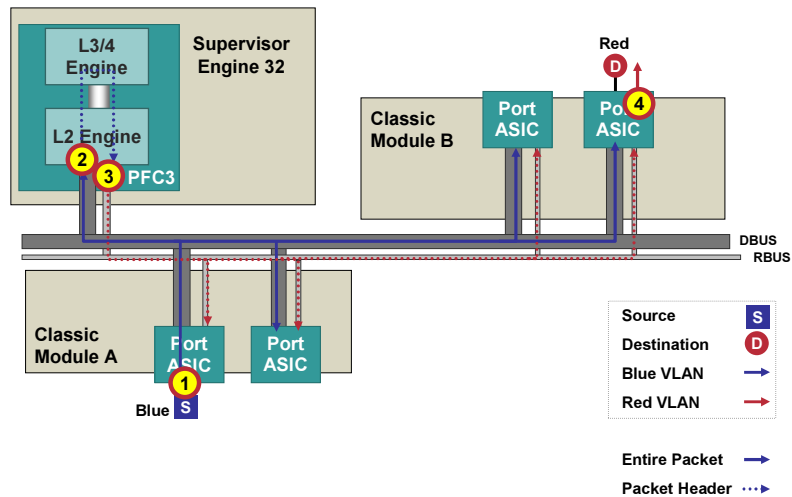 L3/4
Engine
Supervisor
Engine 32
L2 Engine
2
3
PFC3
Red
D
4
Classic
Module B
Port
ASIC
Port
ASIC
DBUS
RBUS
Classic
Module A
Port
ASIC
Port
ASIC
1
Blue
S
Source
S
Destination
D
Blue VLAN
Red VLAN
Entire Packet
Packet Header